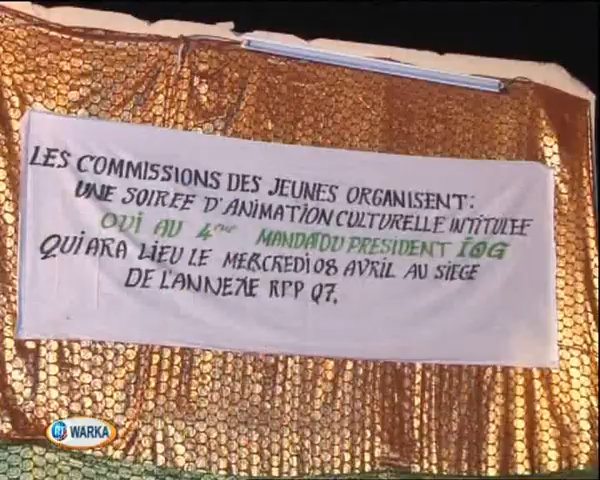 LES COMMISSIONS DES JEUNES ORGANISENT:
UNE SOIREE D'ANIMATION CULTURELLE INTITULEE
OUI AU 4ème MANDAT DU PRESIDENT IOG
QUI ARA LIEU LE MERCREDI 08 AVRIL AU SIEGE
DE L'ANNEXE RPP Q7.
WARKA